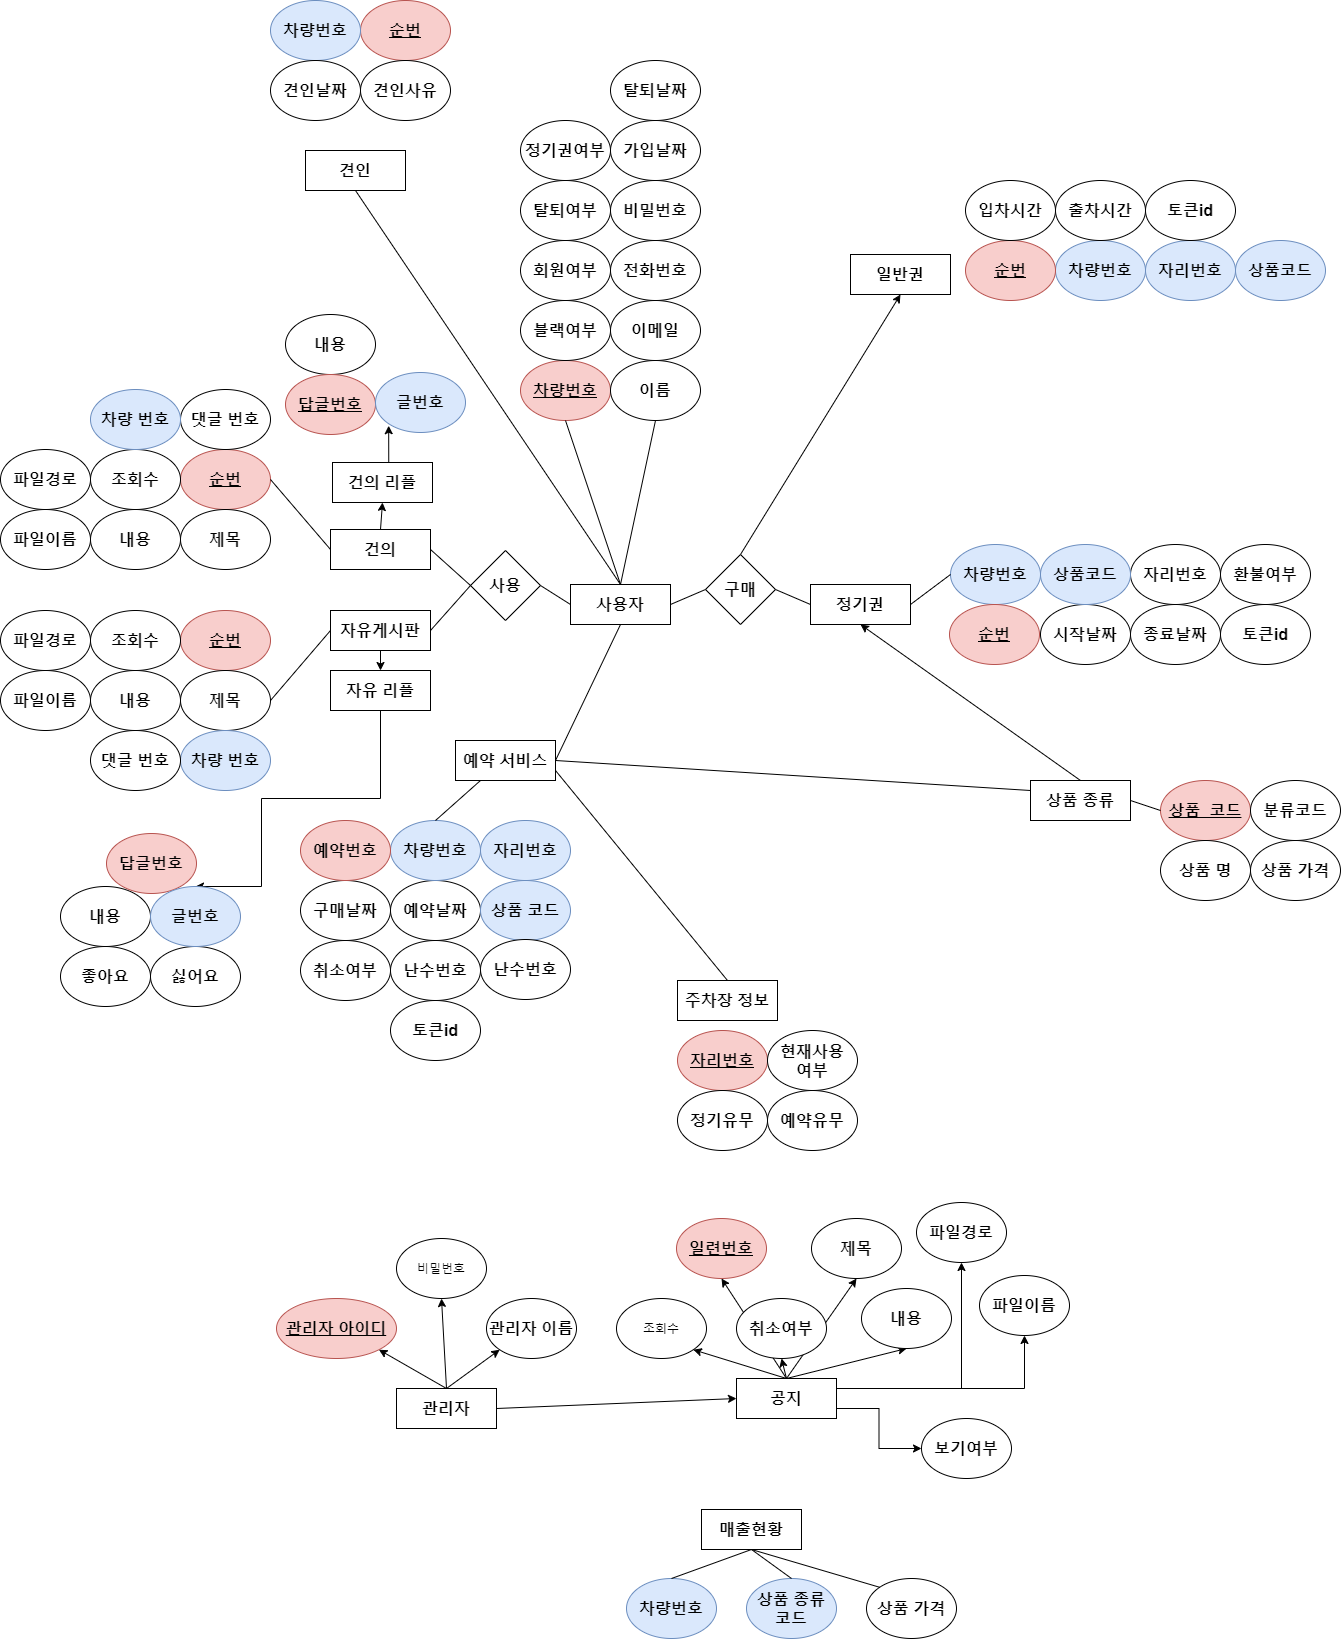 차량번호
순번
견인날짜
견인사유
견인
탈퇴날짜
정기권여부
가입날짜
탈퇴여부
비밀번호
회원여부
전화번호
블랙여부
이메일
차량번호
이름
입차시간
출차시간
토큰id
순번
차량번호
자리번호
상품코드
일반권
내용
답글번호
글번호
건의 리플
차량 번호
댓글 번호
파일경로
조회수
순번
파일이름
내용
제목
건의
사용
사용자
구매
정기권
차량번호
상품코드
자리번호
환불여부
순번
시작날짜
종료날짜
토큰id
파일경로
조회수
순번
자유게시판
파일이름
내용
제목
자유 리플
댓글 번호
차량 번호
예약 서비스
상품 종류
상품  코드
분류코드
상품 명
상품 가격
답글번호
내용
글번호
좋아요
싫어요
예약번호
차량번호
자리번호
구매날짜
예약날짜
상품 코드
취소여부
난수번호
난수번호
토큰id
주차장 정보
자리번호
현재사용
여부
정기유무
예약유무
비밀번호
관리자 아이디
관리자 이름
관리자
일련번호
제목
파일경로
파일이름
조회수
취소여부
내용
공지
보기여부
매출현황
차량번호
상품 종류
코드
상품 가격